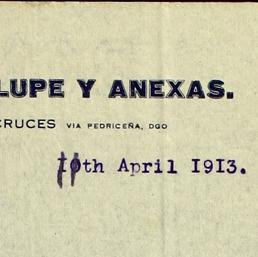 LUPE Y ANEXAS.
CRUCES VIA PEDRICEÑA, DGO
10th April 1913.